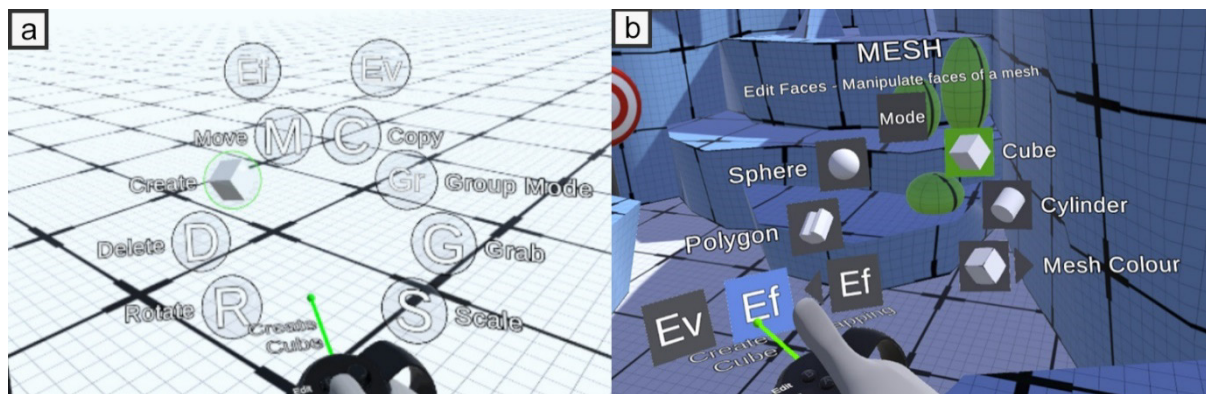 a
Ef Ev
Move M C Copy
Create Gr Group Mode
Delete D G Grab
Rotate R S Scale
Create
Cube
Edit
b
MESH
Edit Faces - Manipulate faces of a mesh
Mode
Sphere Cube
Cylinder
Polygon
Mesh Colour
Ev Ef Ef
Create
Cube
Edit